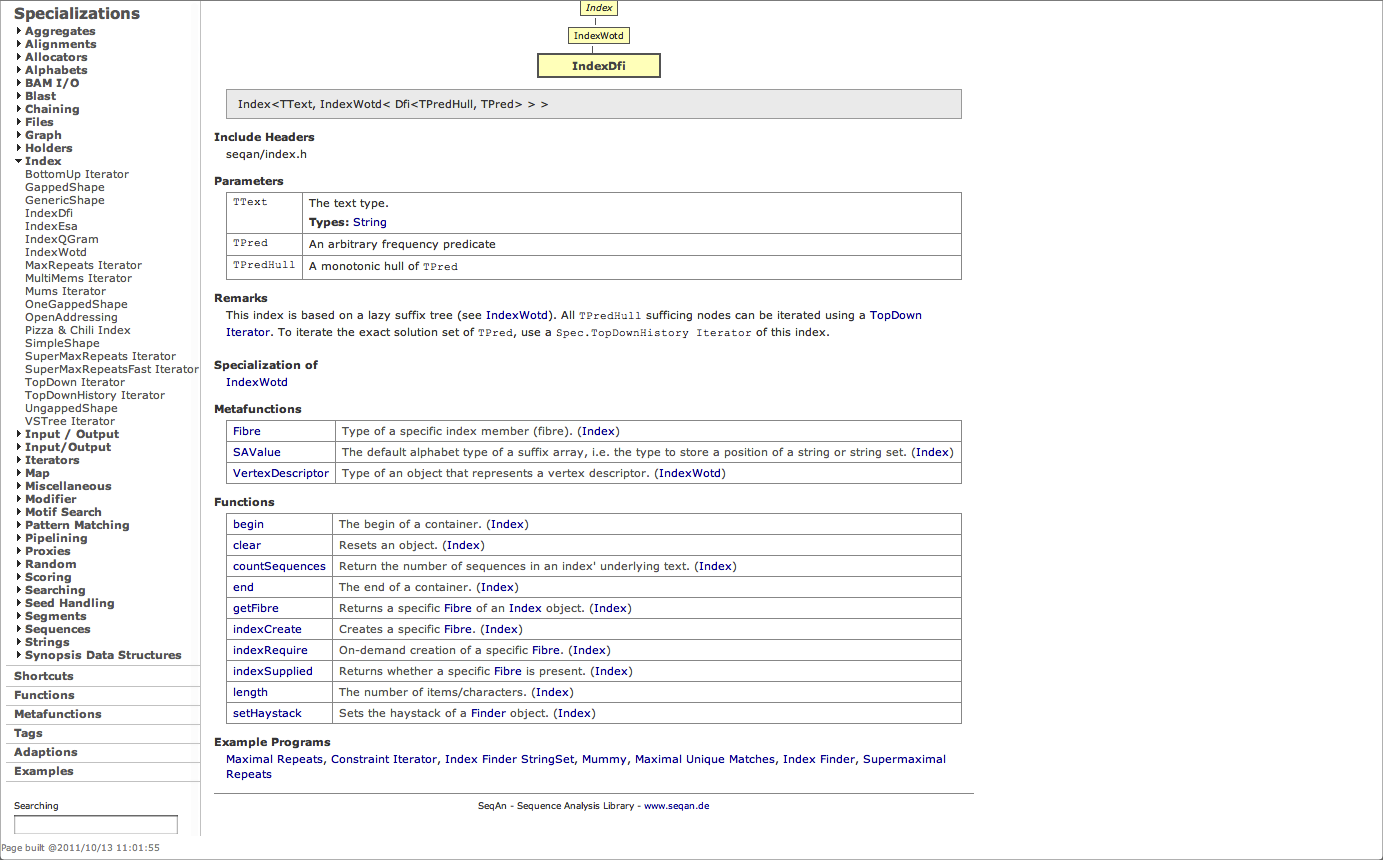 Specializations
Aggregates
Alignments
Allocators
Alphabets
BAM I/O
Blast
Chaining
Files
Graph
Holders
Index
BottomUp Iterator
GappedShape
GenericShape
IndexDfi
IndexEsa
IndexQGram
IndexWotd
MaxRepeats Iterator
MultiMems Iterator
Mums Iterator
OneGappedShape
OpenAddressing
Pizza & Chili Index
SimpleShape
SuperMaxRepeats Iterator
SuperMaxRepeatsFast Iterator
TopDown Iterator
TopDownHistory Iterator
UngappedShape
VSTree Iterator
Input / Output
Input/Output
Iterators
Map
Miscellaneous
Modifier
Motif Search
Pattern Matching
Pipelining
Proxies
Random
Scoring
Searching
Seed Handling
Segments
Sequences
Strings
Synopsis Data Structures
Shortcuts
Functions
Metafunctions
Tags
Adaptions
Examples
Searching
Page built @2011/10/13 11:01:55
Index
IndexWotd
IndexDfi
Index<TText, IndexWotd< Dfi<TPredHull, TPred> > >
Include Headers
seqan/index.h
Parameters
TText The text type.
Types: String
TPred An arbitrary frequency predicate
TPredHull A monotonic hull of TPred
Remarks
This index is based on a lazy suffix tree (see IndexWotd). All TPredHull sufficing nodes can be iterated using a TopDown
Iterator. To iterate the exact solution set of TPred, use a Spec.TopDownHistory Iterator of this index.
Specialization of
IndexWotd
Metafunctions
Fibre Type of a specific index member (fibre). (Index)
SAValue The default alphabet type of a suffix array, i.e. the type to store a position of a string or string set. (Index)
VertexDescriptor Type of an object that represents a vertex descriptor. (IndexWotd)
Functions
begin The begin of a container. (Index)
clear Resets an object. (Index)
countSequences Return the number of sequences in an index' underlying text. (Index)
end The end of a container. (Index)
getFibre Returns a specific Fibre of an Index object. (Index)
indexCreate Creates a specific Fibre. (Index)
indexRequire On-demand creation of a specific Fibre. (Index)
indexSupplied Returns whether a specific Fibre is present. (Index)
length The number of items/characters. (Index)
setHaystack Sets the haystack of a Finder object. (Index)
Example Programs
Maximal Repeats, Constraint Iterator, Index Finder StringSet, Mummy, Maximal Unique Matches, Index Finder, Supermaximal
Repeats
SeqAn - Sequence Analysis Library - www.seqan.de